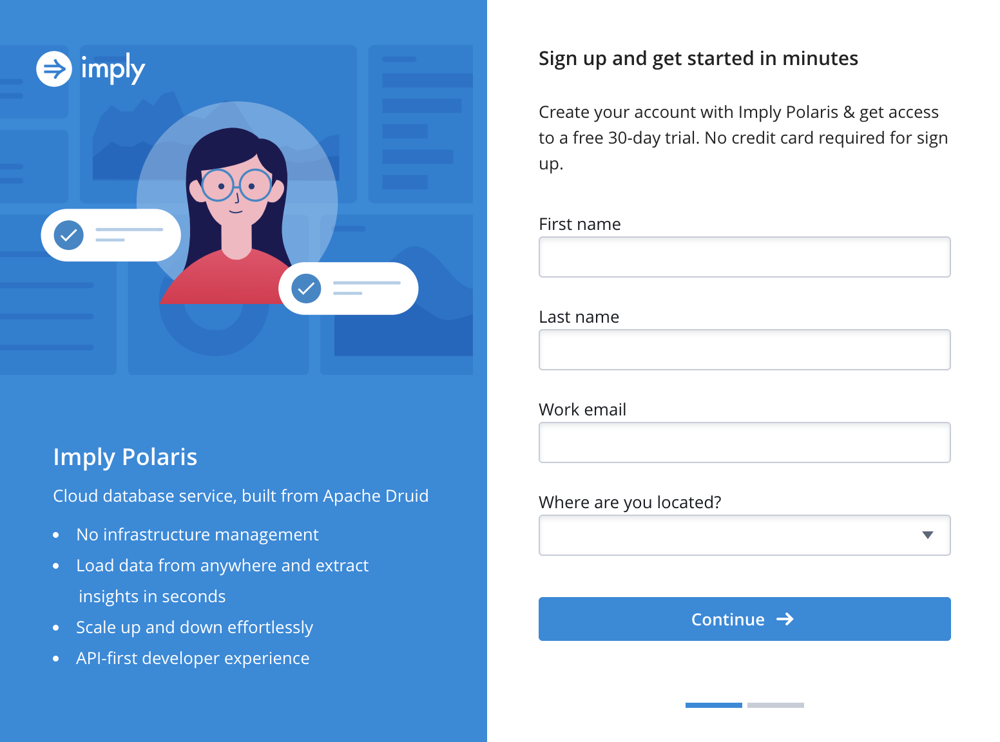 imply
Imply Polaris
Cloud database service, built from Apache Druid
• No infrastructure management
• Load data from anywhere and extract
insights in seconds
• Scale up and down effortlessly
• API-first developer experience
Sign up and get started in minutes
Create your account with Imply Polaris & get access
to a free 30-day trial. No credit card required for sign
up.
First name
Last name
Work email
Where are you located?
Continue →